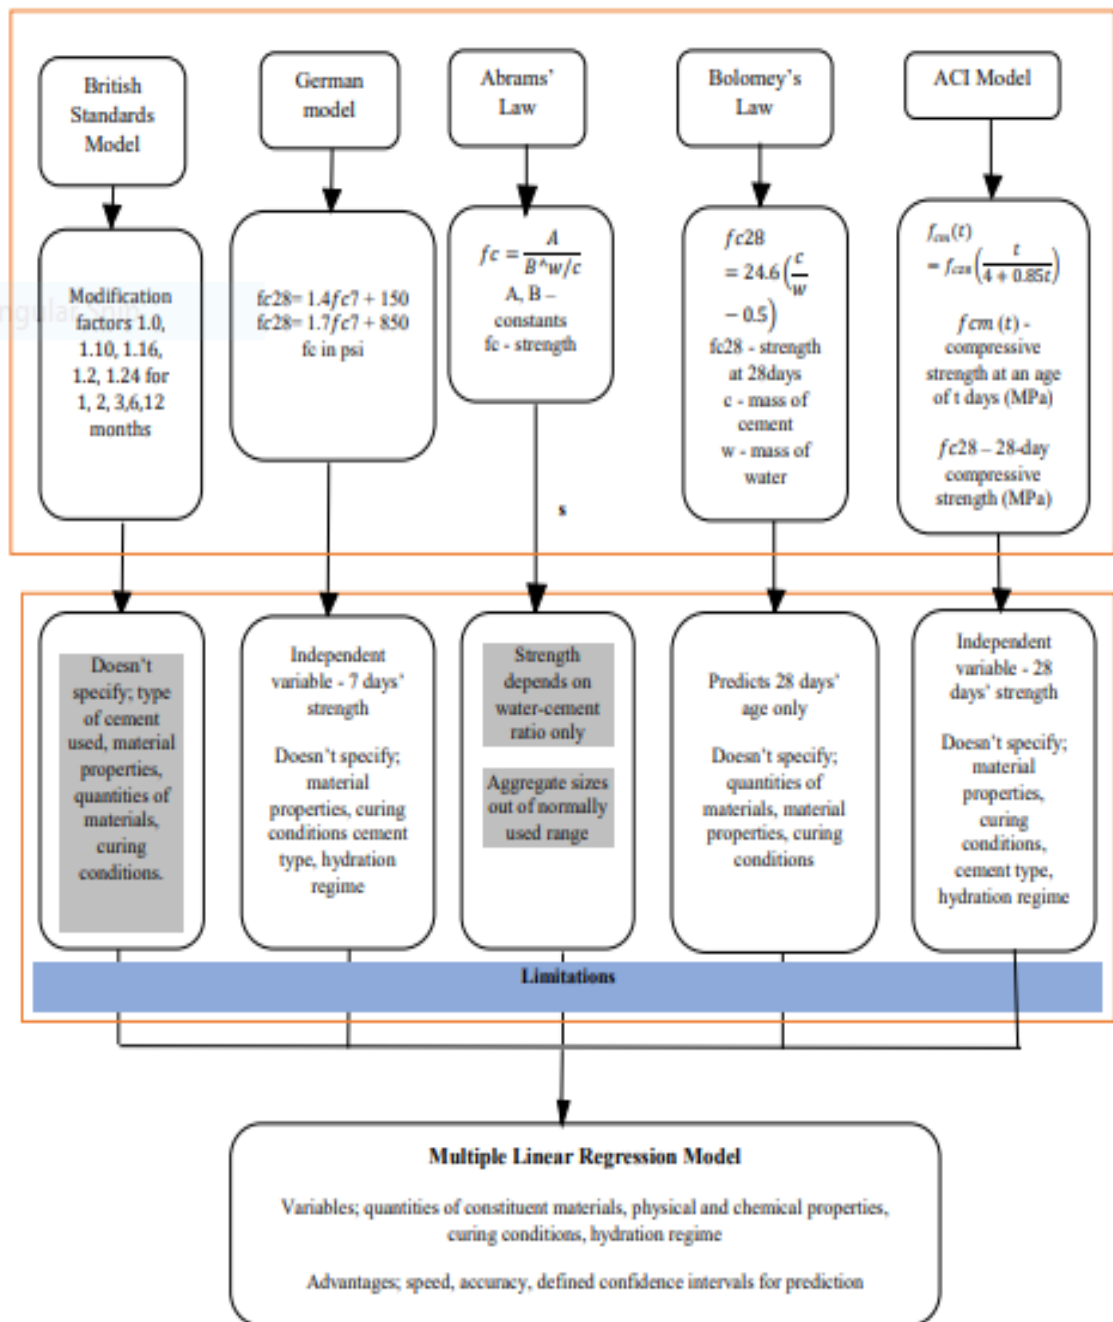 British
Standards
Model
German
model
Abrams’
Law
Bolomey’s
Law
ACI Model
Modification
factors 1.0,
1.10, 1.16,
1.2, 1.24 for
1, 2, 3,6,12
months
fc28= 1.4fc7 + 150
fc28= 1.7fc7 + 850
fc in psi
fc = A / B^w/c
A, B –
constants
fc - strength
fc28
= 24.6(c/w
− 0.5)
fc28 - strength
at 28days
c - mass of
cement
w - mass of
water
fcm(t)
= fc28(t / 4 + 0.85t)
fcm (t) -
compressive
strength at an age
of t days (MPa)
fc28 – 28-day
compressive
strength (MPa)
s
Doesn’t
specify; type
of cement
used, material
properties,
quantities of
materials,
curing
conditions.
Independent
variable - 7 days’
strength
Doesn’t specify;
material
properties, curing
conditions cement
type, hydration
regime
Strength
depends on
water-cement
ratio only
Aggregate sizes
out of normally
used range
Predicts 28 days’
age only
Doesn’t specify;
quantities of
materials, material
properties, curing
conditions
Independent
variable - 28
days’ strength
Doesn’t specify;
material
properties,
curing
conditions,
cement type,
hydration regime
Limitations
Multiple Linear Regression Model
Variables; quantities of constituent materials, physical and chemical properties,
curing conditions, hydration regime
Advantages; speed, accuracy, defined confidence intervals for prediction